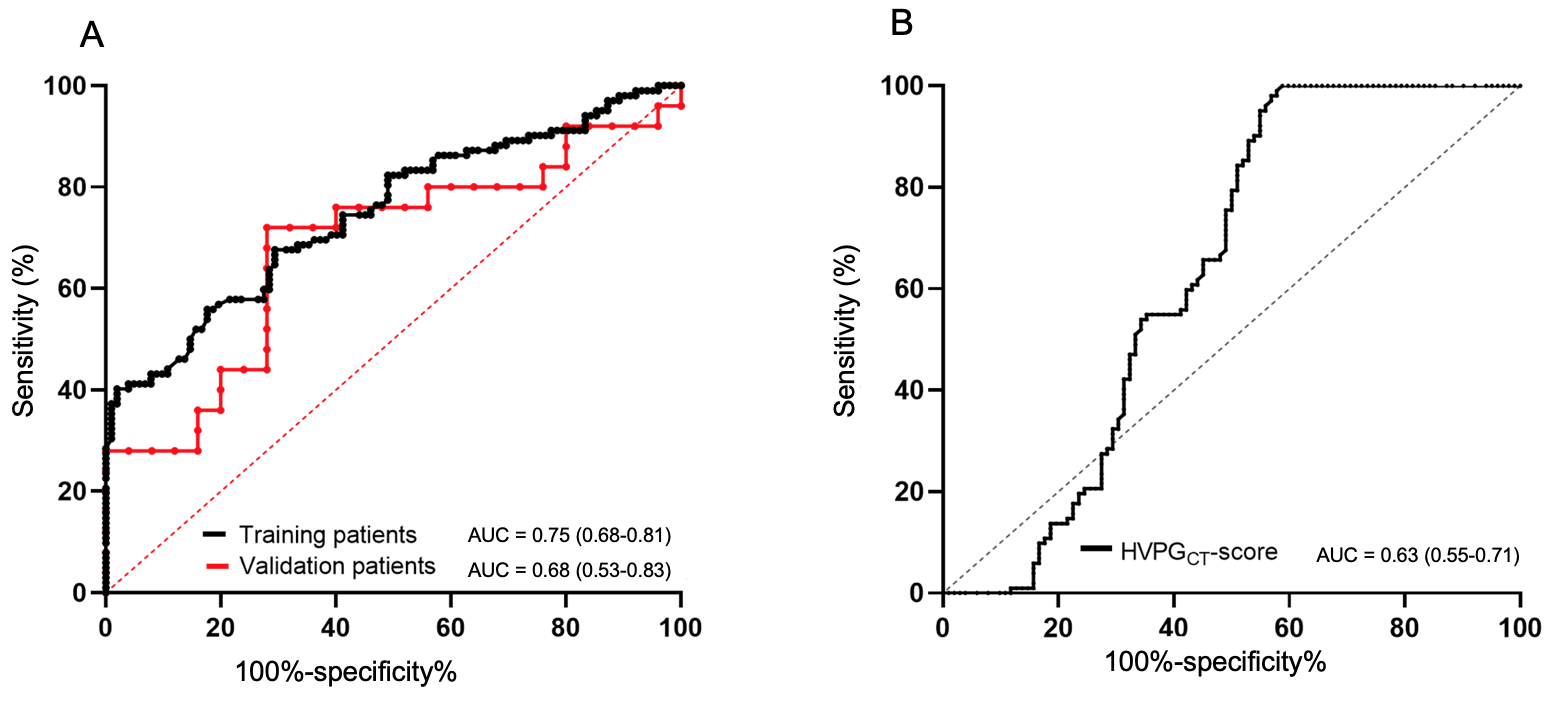 A
Sensitivity (%)
100
80
60
40
20
0
0 20 40 60 80 100
100%-specificity%
Training patients AUC = 0.75 (0.68-0.81)
Validation patients AUC = 0.68 (0.53-0.83)
B
Sensitivity (%)
100
80
60
40
20
0
0 20 40 60 80 100
100%-specificity%
HVPGCT-score AUC = 0.63 (0.55-0.71)